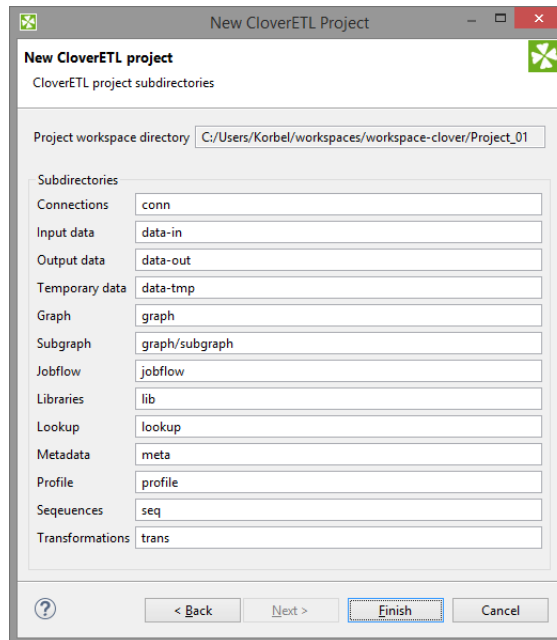 New CloverETL Project
New CloverETL project
CloverETL project subdirectories
Project workspace directory C:/Users/Korbel/workspaces/workspace-clover/Project_01
Subdirectories
Connections conn
Input data data-in
Output data data-out
Temporary data data-tmp
Graph graph
Subgraph graph/subgraph
Jobflow jobflow
Libraries lib
Lookup lookup
Metadata meta
Profile profile
Seqeuences seq
Transformations trans
? < Back Next > Finish Cancel